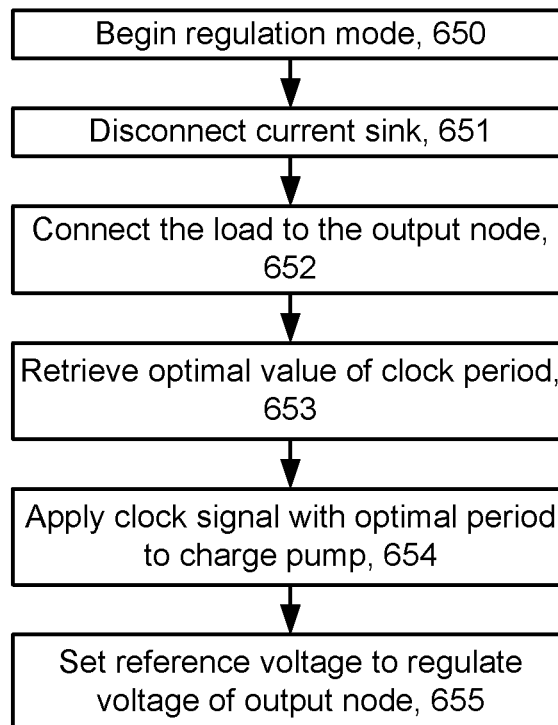 Begin regulation mode, 650
Disconnect current sink, 651
Connect the load to the output node,
652
Retrieve optimal value of clock period,
653
Apply clock signal with optimal period
to charge pump, 654
Set reference voltage to regulate
voltage of output node, 655